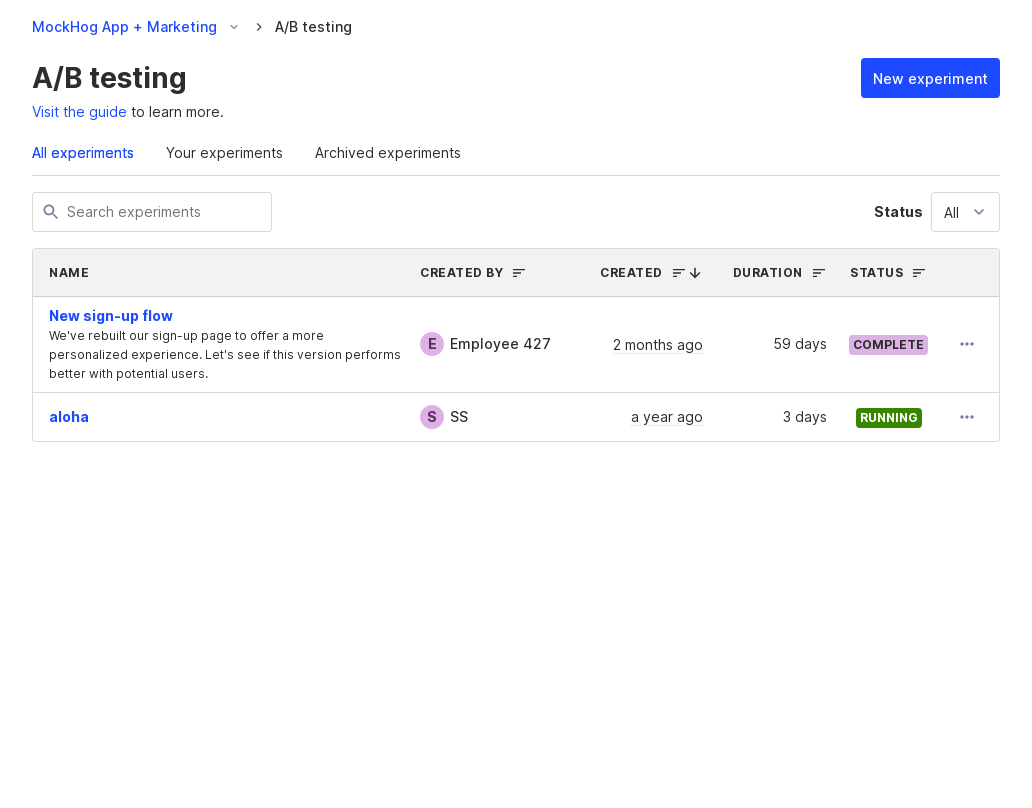 MockHog App + Marketing
A/B testing
A/B testing
New experiment
Visit the guide to learn more.
All experiments
Your experiments
Archived experiments
Search experiments
Status
All
NAME
CREATED BY
CREATED
DURATION
STATUS
New sign-up flow
We've rebuilt our sign-up page to offer a more
personalized experience. Let's see if this version performs
better with potential users.
E
Employee 427
2 months ago
59 days
COMPLETE
aloha
S
SS
a year ago
3 days
RUNNING